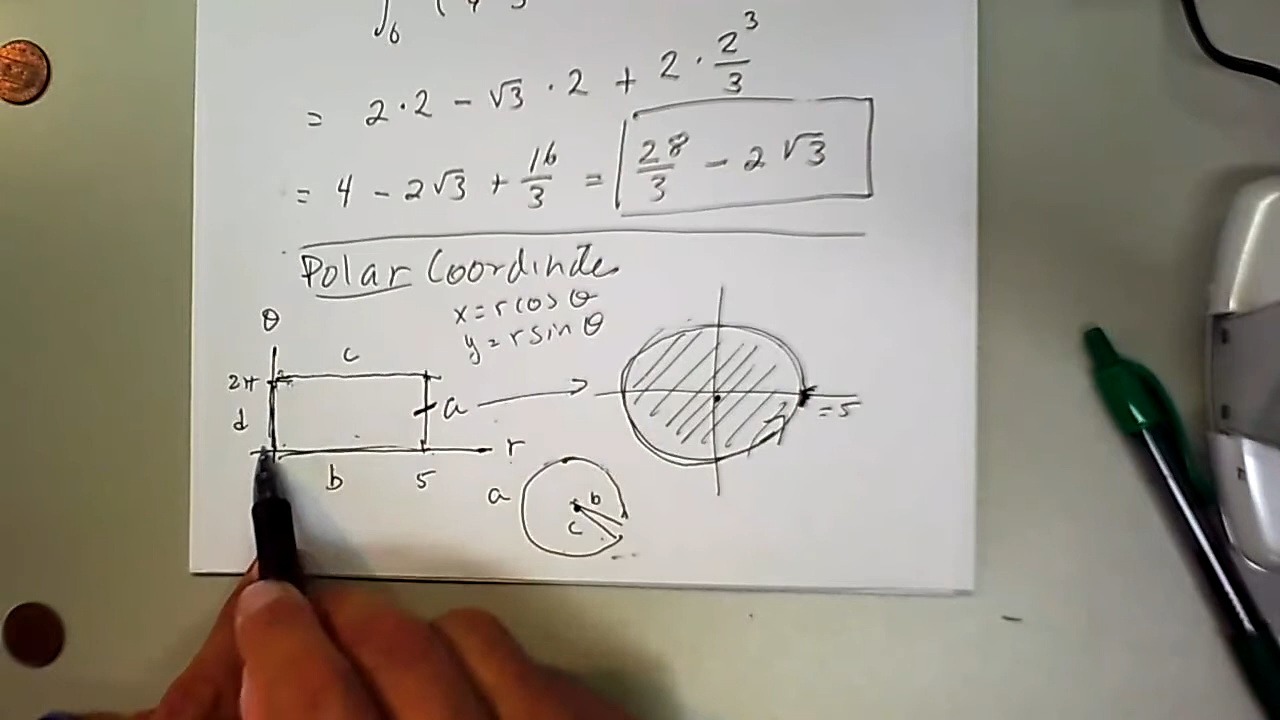 = 2 · 2 - √3 · 2 + 2 · 2³/3
= 4 - 2√3 + 16/3 = 28/3 - 2√3
Polar Coordinate
x = r cos θ
y = r sin θ
θ
c
2π
a
d
= 5
r
b
5
a
b
c